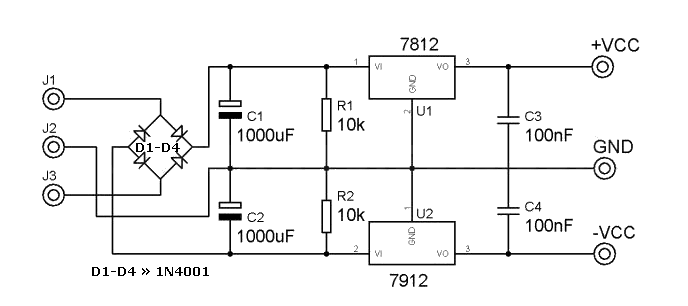 7812
+VCC
1
VI
VO
3
GND
J1
C1
1000uF
R1
10k
2
U1
C3
100nF
J2
D1-D4
GND
J3
C2
1000uF
R2
10k
1
U2
C4
100nF
GND
-VCC
2
VI
VO
3
D1-D4 » 1N4001
7912